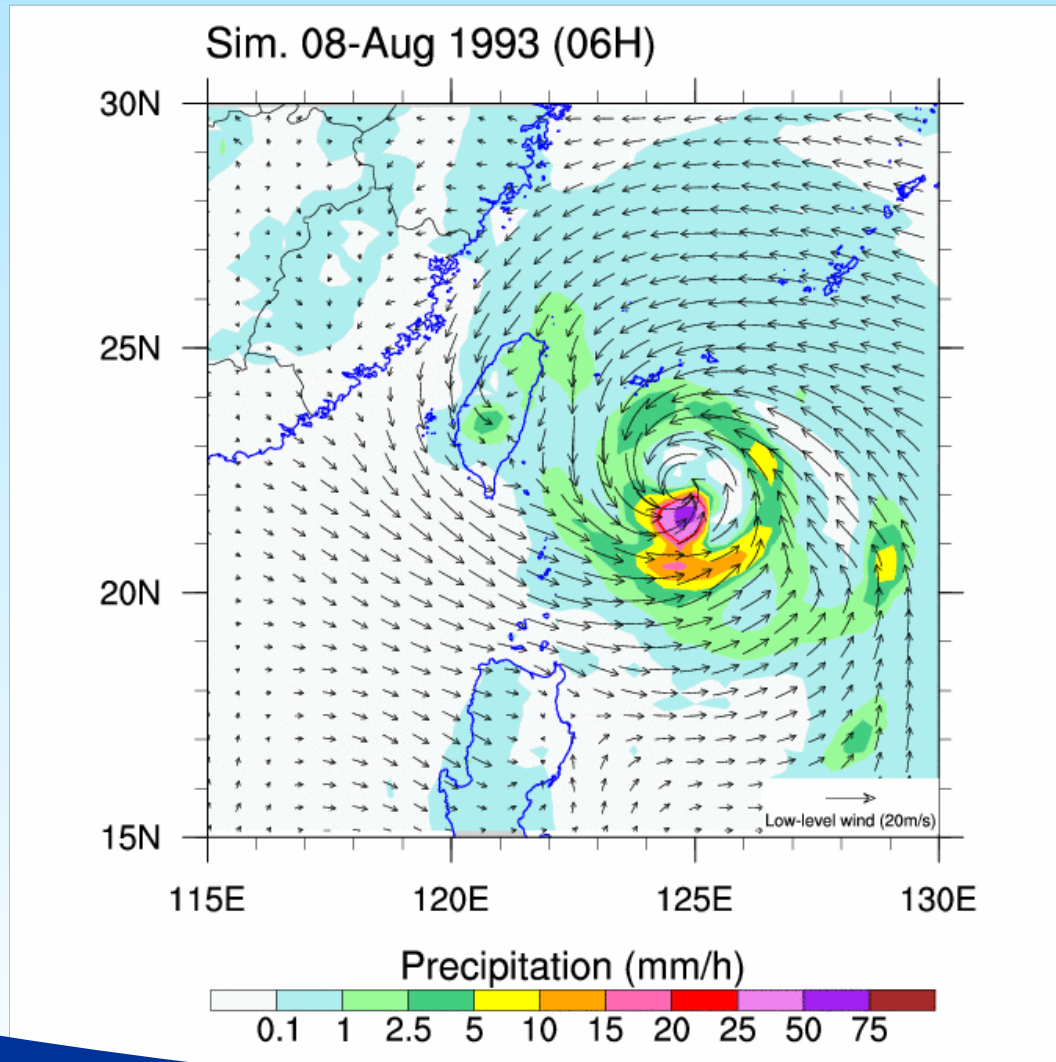 Sim. 08-Aug 1993 (06H)
30N
25N
20N
15N
Low-level wind (20m/s)
115E 120E 125E 130E
Precipitation (mm/h)
0.1 1 2.5 5 10 15 20 25 50 75